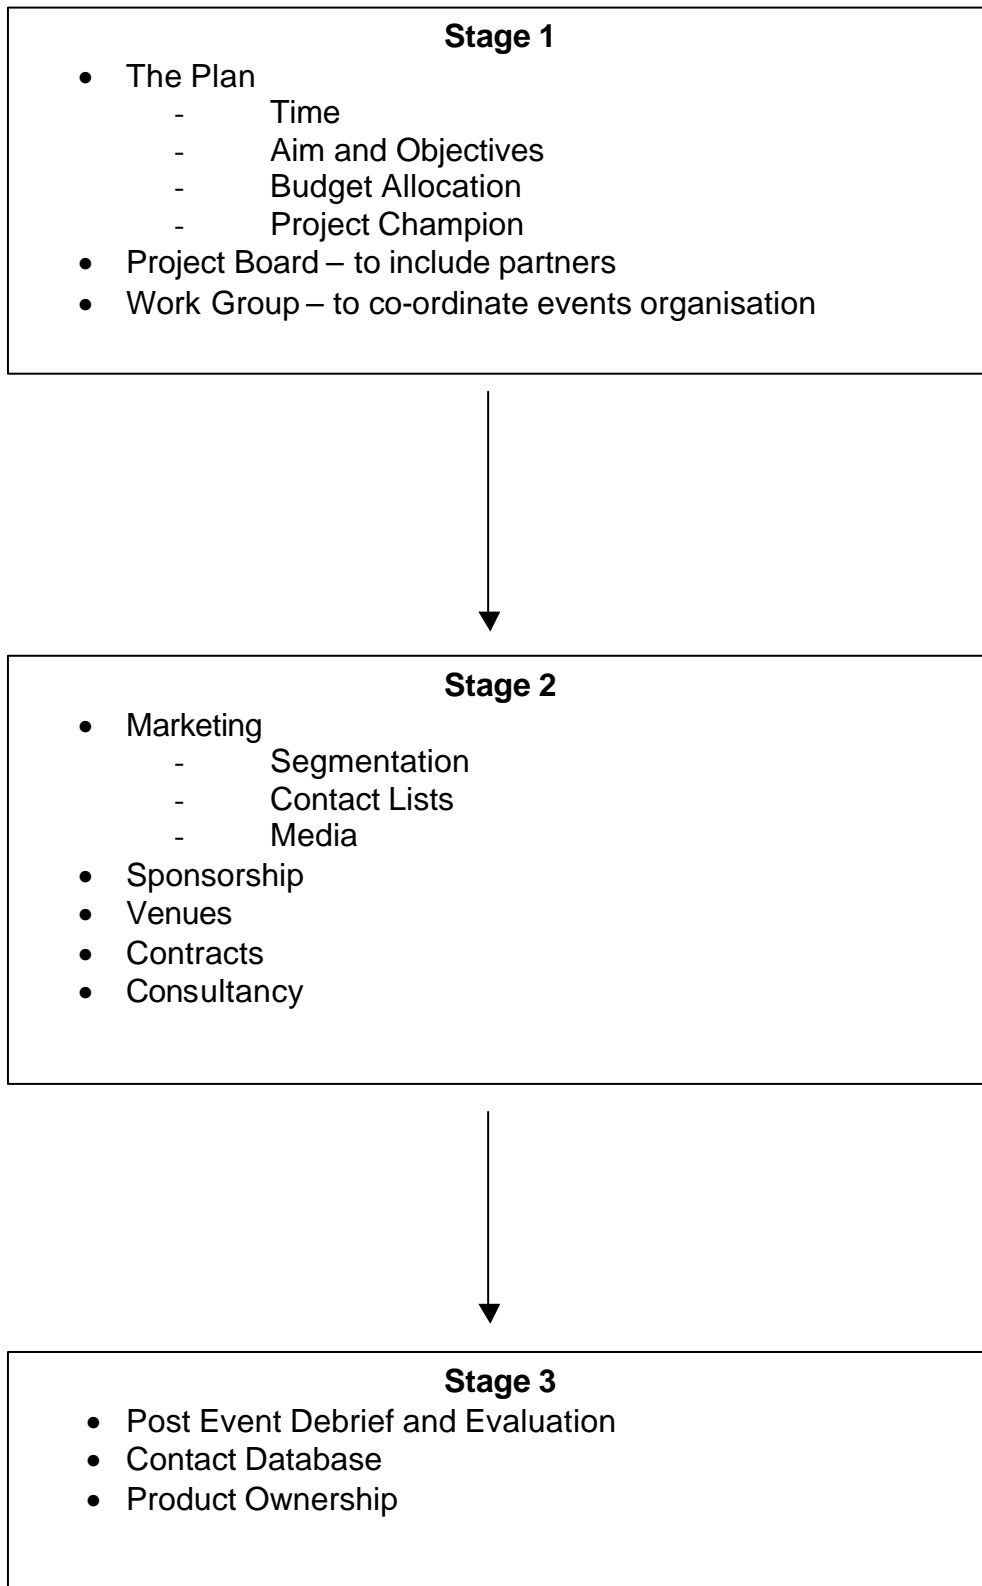 Stage 1
• The Plan
- Time
- Aim and Objectives
- Budget Allocation
- Project Champion
• Project Board – to include partners
• Work Group – to co-ordinate events organisation
Stage 2
• Marketing
- Segmentation
- Contact Lists
- Media
• Sponsorship
• Venues
• Contracts
• Consultancy
Stage 3
• Post Event Debrief and Evaluation
• Contact Database
• Product Ownership